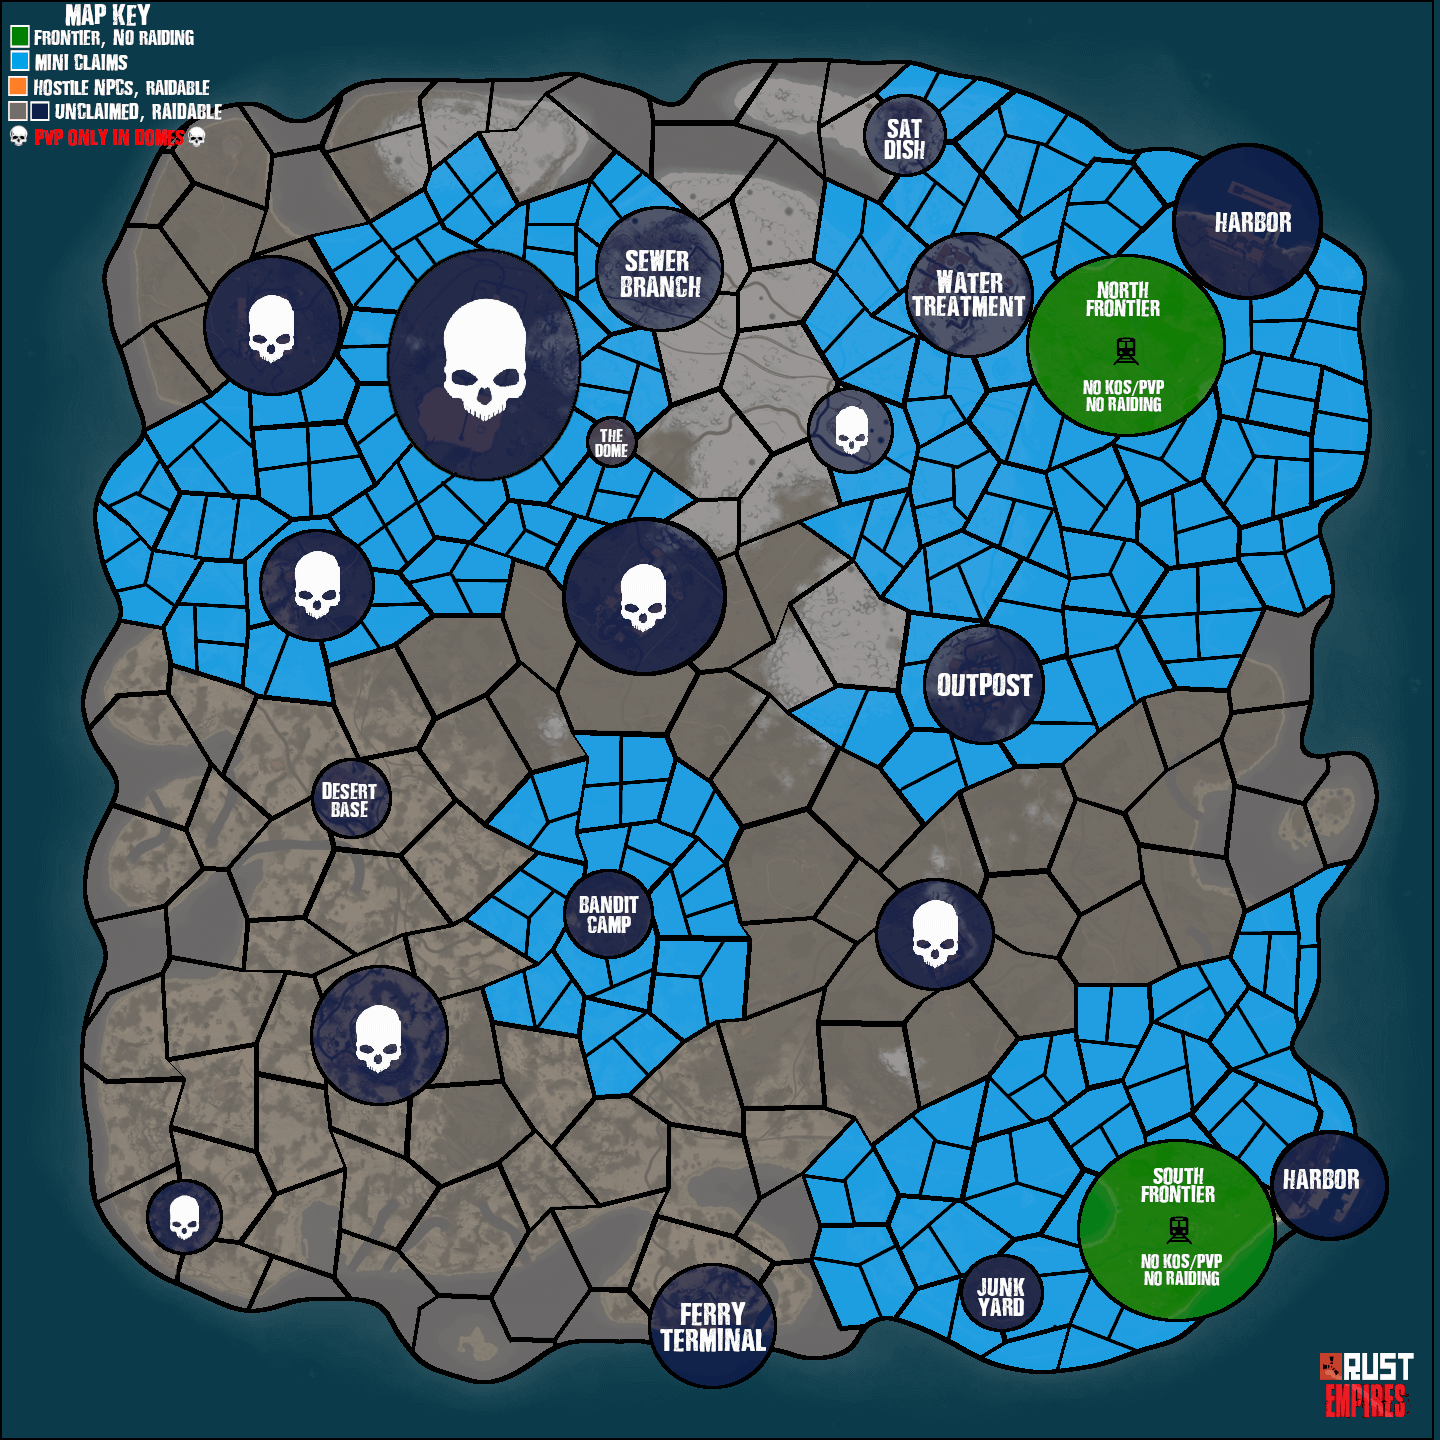 MAP KEY
FRONTIER, NO RAIDING
MINI CLAIMS
HOSTILE NPCS, RAIDABLE
UNCLAIMED, RAIDABLE
PVP ONLY IN DOMES
SAT
DISH
HARBOR
SEWER
BRANCH
WATER
TREATMENT
NORTH
FRONTIER
NO KOS/PVP
NO RAIDING
THE
DOME
OUTPOST
DESERT
BASE
BANDIT
CAMP
SOUTH
FRONTIER
NO KOS/PVP
NO RAIDING
HARBOR
JUNK
YARD
FERRY
TERMINAL
RUST
EMPIRES